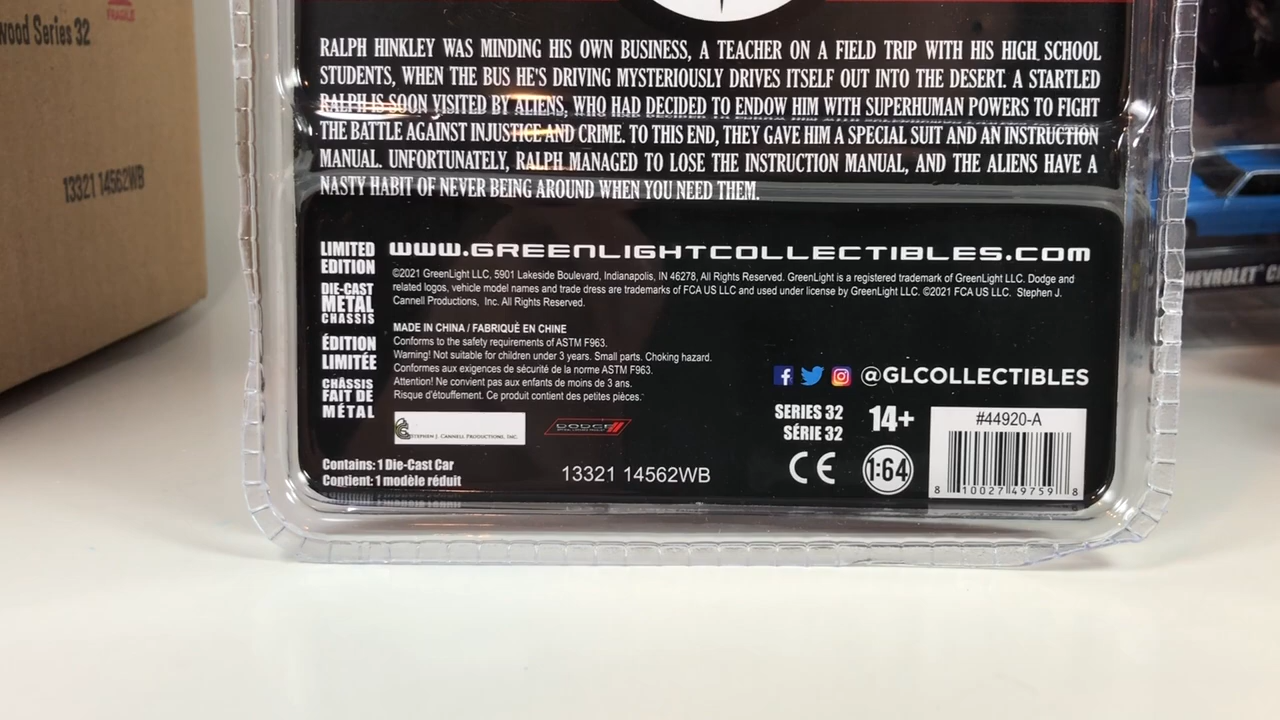 FRAGILE
wood Series 32
13321 14562WB
RALPH HINKLEY WAS MINDING HIS OWN BUSINESS, A TEACHER ON A FIELD TRIP WITH HIS HIGH SCHOOL
STUDENTS, WHEN THE BUS HE'S DRIVING MYSTERIOUSLY DRIVES ITSELF OUT INTO THE DESERT. A STARTLED
RALPH IS SOON VISITED BY ALIENS, WHO HAD DECIDED TO ENDOW HIM WITH SUPERHUMAN POWERS TO FIGHT
THE BATTLE AGAINST INJUSTICE AND CRIME. TO THIS END, THEY GAVE HIM A SPECIAL SUIT AND AN INSTRUCTION
MANUAL. UNFORTUNATELY, RALPH MANAGED TO LOSE THE INSTRUCTION MANUAL, AND THE ALIENS HAVE A
NASTY HABIT OF NEVER BEING AROUND WHEN YOU NEED THEM.
LIMITED
EDITION
DIE-CAST
METAL
CHASSIS
ÉDITION
LIMITÉE
CHÂSSIS
FAIT DE
MÉTAL
WWW.GREENLIGHTCOLLECTIBLES.COM
©2021 GreenLight LLC, 5901 Lakeside Boulevard, Indianapolis, IN 46278, All Rights Reserved. GreenLight is a registered trademark of GreenLight LLC. Dodge and
related logos, vehicle model names and trade dress are trademarks of FCA US LLC and used under license by GreenLight LLC. ©2021 FCA US LLC. Stephen J.
Cannell Productions, Inc. All Rights Reserved.
MADE IN CHINA / FABRIQUÈ EN CHINE
Conforms to the safety requirements of ASTM F963.
Warning! Not suitable for children under 3 years. Small parts. Choking hazard.
Conformes aux exigences de sécurité de la norme ASTM F963.
Attention! Ne convient pas aux enfants de moins de 3 ans.
Risque d'étouffement. Ce produit contient des petites pièces.
@GLCOLLECTIBLES
STEPHEN J. CANNELL PRODUCTIONS, INC.
DODGE
SERIES 32
SÉRIE 32
14+
#44920-A
Contains: 1 Die-Cast Car
Contient: 1 modèle réduit
13321 14562WB
CE
1:64
8 10027 49759 8
CHEVROLET C